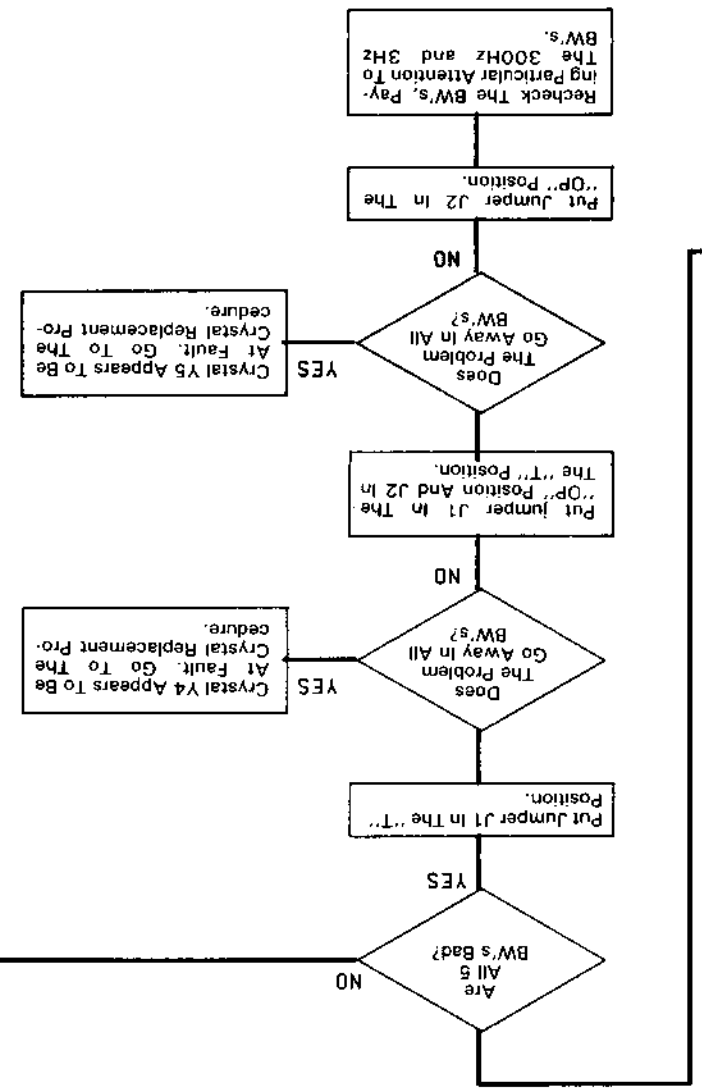 Are
All 5
BW's Bad?
NO
YES
Put Jumper J1 In The "T"
Position.
Does
The Problem
Go Away In All
BW's?
YES
Crystal Y4 Appears To Be
At Fault. Go To The
Crystal Replacement Pro-
cedure.
NO
Put jumper J1 In The
"OP" Position And J2 In
The "T" Position.
Does
The Problem
Go Away In All
BW's?
YES
Crystal Y5 Appears To Be
At Fault. Go To The
Crystal Replacement Pro-
cedure.
NO
Put Jumper J2 In The
"OP" Position.
Recheck The BW's, Pay-
ing Particular Attention To
The 300Hz and 3Hz
BW's.